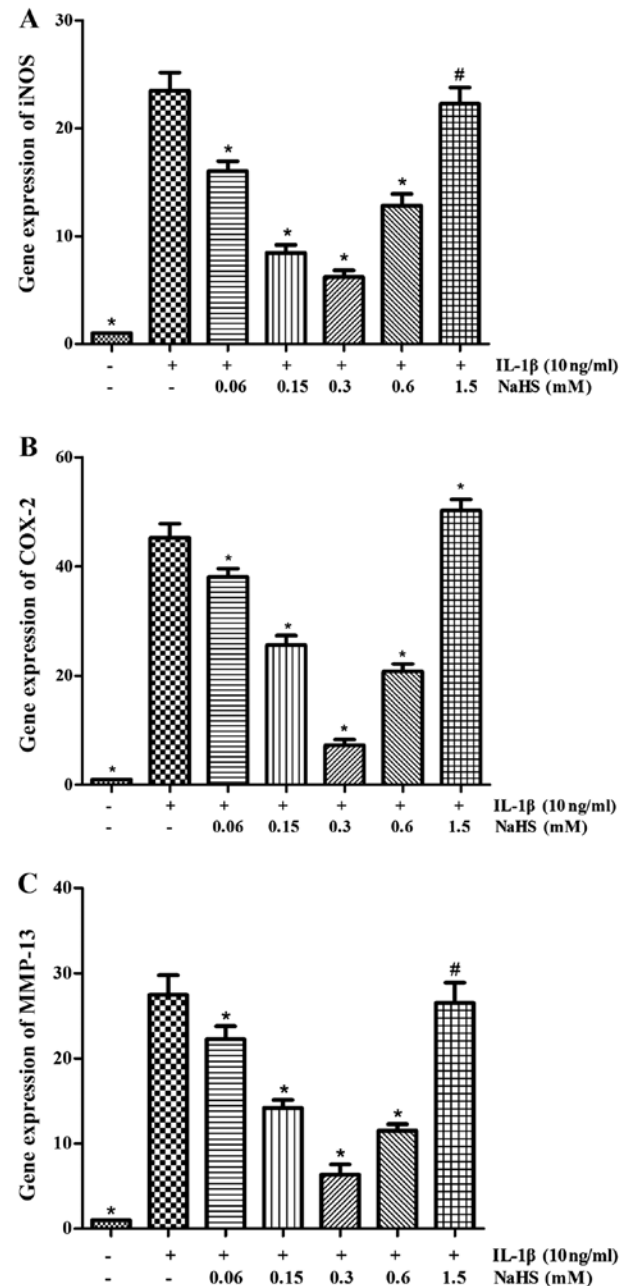 A
Gene expression of iNOS
30
20
10
0
* * * * * #
- + + + + + + IL-1β (10 ng/ml)
- - 0.06 0.15 0.3 0.6 1.5 NaHS (mM)
B
Gene expression of COX-2
60
40
20
0
* * * * * *
- + + + + + + IL-1β (10 ng/ml)
- - 0.06 0.15 0.3 0.6 1.5 NaHS (mM)
C
Gene expression of MMP-13
40
30
20
10
0
* * * * * #
- + + + + + + IL-1β (10 ng/ml)
- - 0.06 0.15 0.3 0.6 1.5 NaHS (mM)